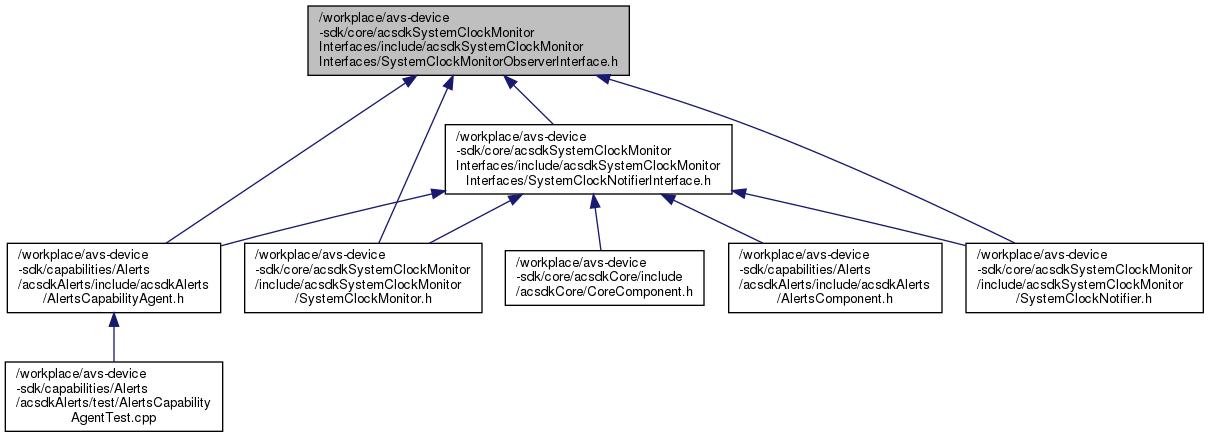 /workplace/avs-device
-sdk/core/acsdkSystemClockMonitor
Interfaces/include/acsdkSystemClockMonitor
Interfaces/SystemClockMonitorObserverInterface.h
/workplace/avs-device
-sdk/core/acsdkSystemClockMonitor
Interfaces/include/acsdkSystemClockMonitor
Interfaces/SystemClockNotifierInterface.h
/workplace/avs-device
-sdk/capabilities/Alerts
/acsdkAlerts/include/acsdkAlerts
/AlertsCapabilityAgent.h
/workplace/avs-device
-sdk/core/acsdkSystemClockMonitor
/include/acsdkSystemClockMonitor
/SystemClockMonitor.h
/workplace/avs-device
-sdk/core/acsdkCore/include
/acsdkCore/CoreComponent.h
/workplace/avs-device
-sdk/capabilities/Alerts
/acsdkAlerts/include/acsdkAlerts
/AlertsComponent.h
/workplace/avs-device
-sdk/core/acsdkSystemClockMonitor
/include/acsdkSystemClockMonitor
/SystemClockNotifier.h
/workplace/avs-device
-sdk/capabilities/Alerts
/acsdkAlerts/test/AlertsCapability
AgentTest.cpp